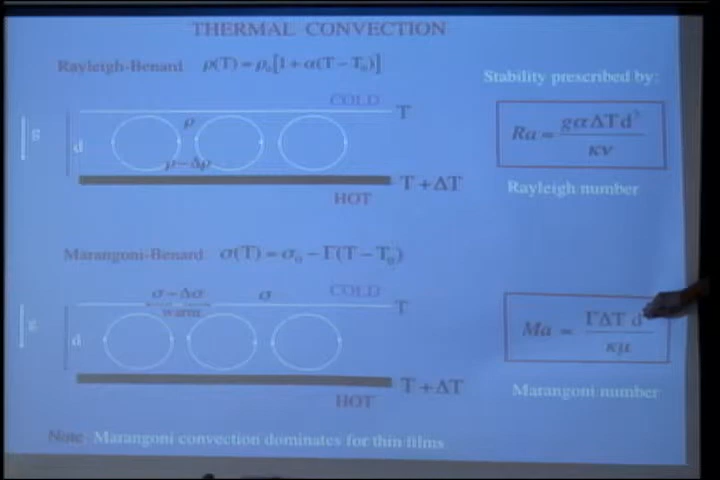 THERMAL CONVECTION
Rayleigh-Benard ρ(T) = ρ₀[1 + α(T − T₀)]
Stability prescribed by:
COLD
T
ρ
g
d
ρ − Δρ
T + ΔT
HOT
Ra = gαΔTd³ / κν
Rayleigh number
Marangoni-Benard σ(T) = σ₀ − Γ(T − T₀)
σ − Δσ
σ
COLD
T
warm
g
d
T + ΔT
HOT
Ma = ΓΔT d / κμ
Marangoni number
Note: Marangoni convection dominates for thin films